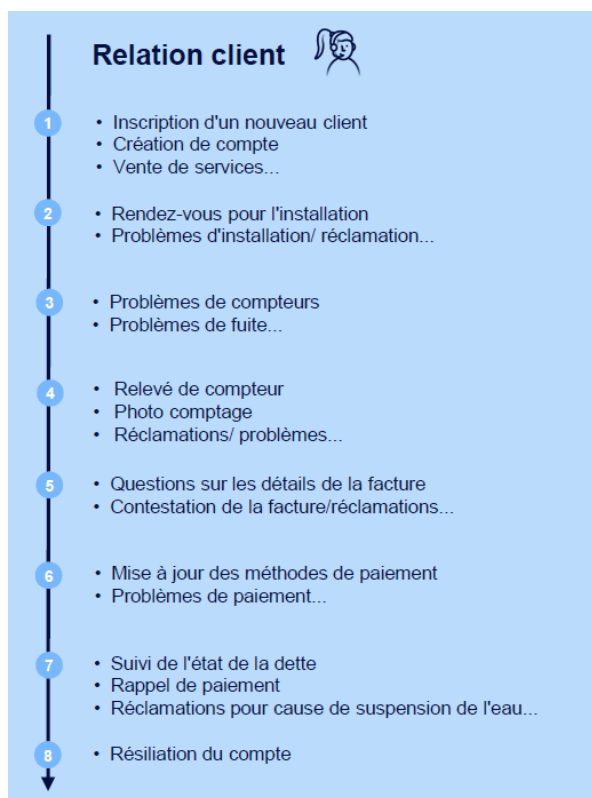 Relation client
1
• Inscription d'un nouveau client
• Création de compte
• Vente de services...
2
• Rendez-vous pour l'installation
• Problèmes d'installation/ réclamation...
3
• Problèmes de compteurs
• Problèmes de fuite...
4
• Relevé de compteur
• Photo comptage
• Réclamations/ problèmes...
5
• Questions sur les détails de la facture
• Contestation de la facture/réclamations...
6
• Mise à jour des méthodes de paiement
• Problèmes de paiement...
7
• Suivi de l'état de la dette
• Rappel de paiement
• Réclamations pour cause de suspension de l'eau...
8
• Résiliation du compte